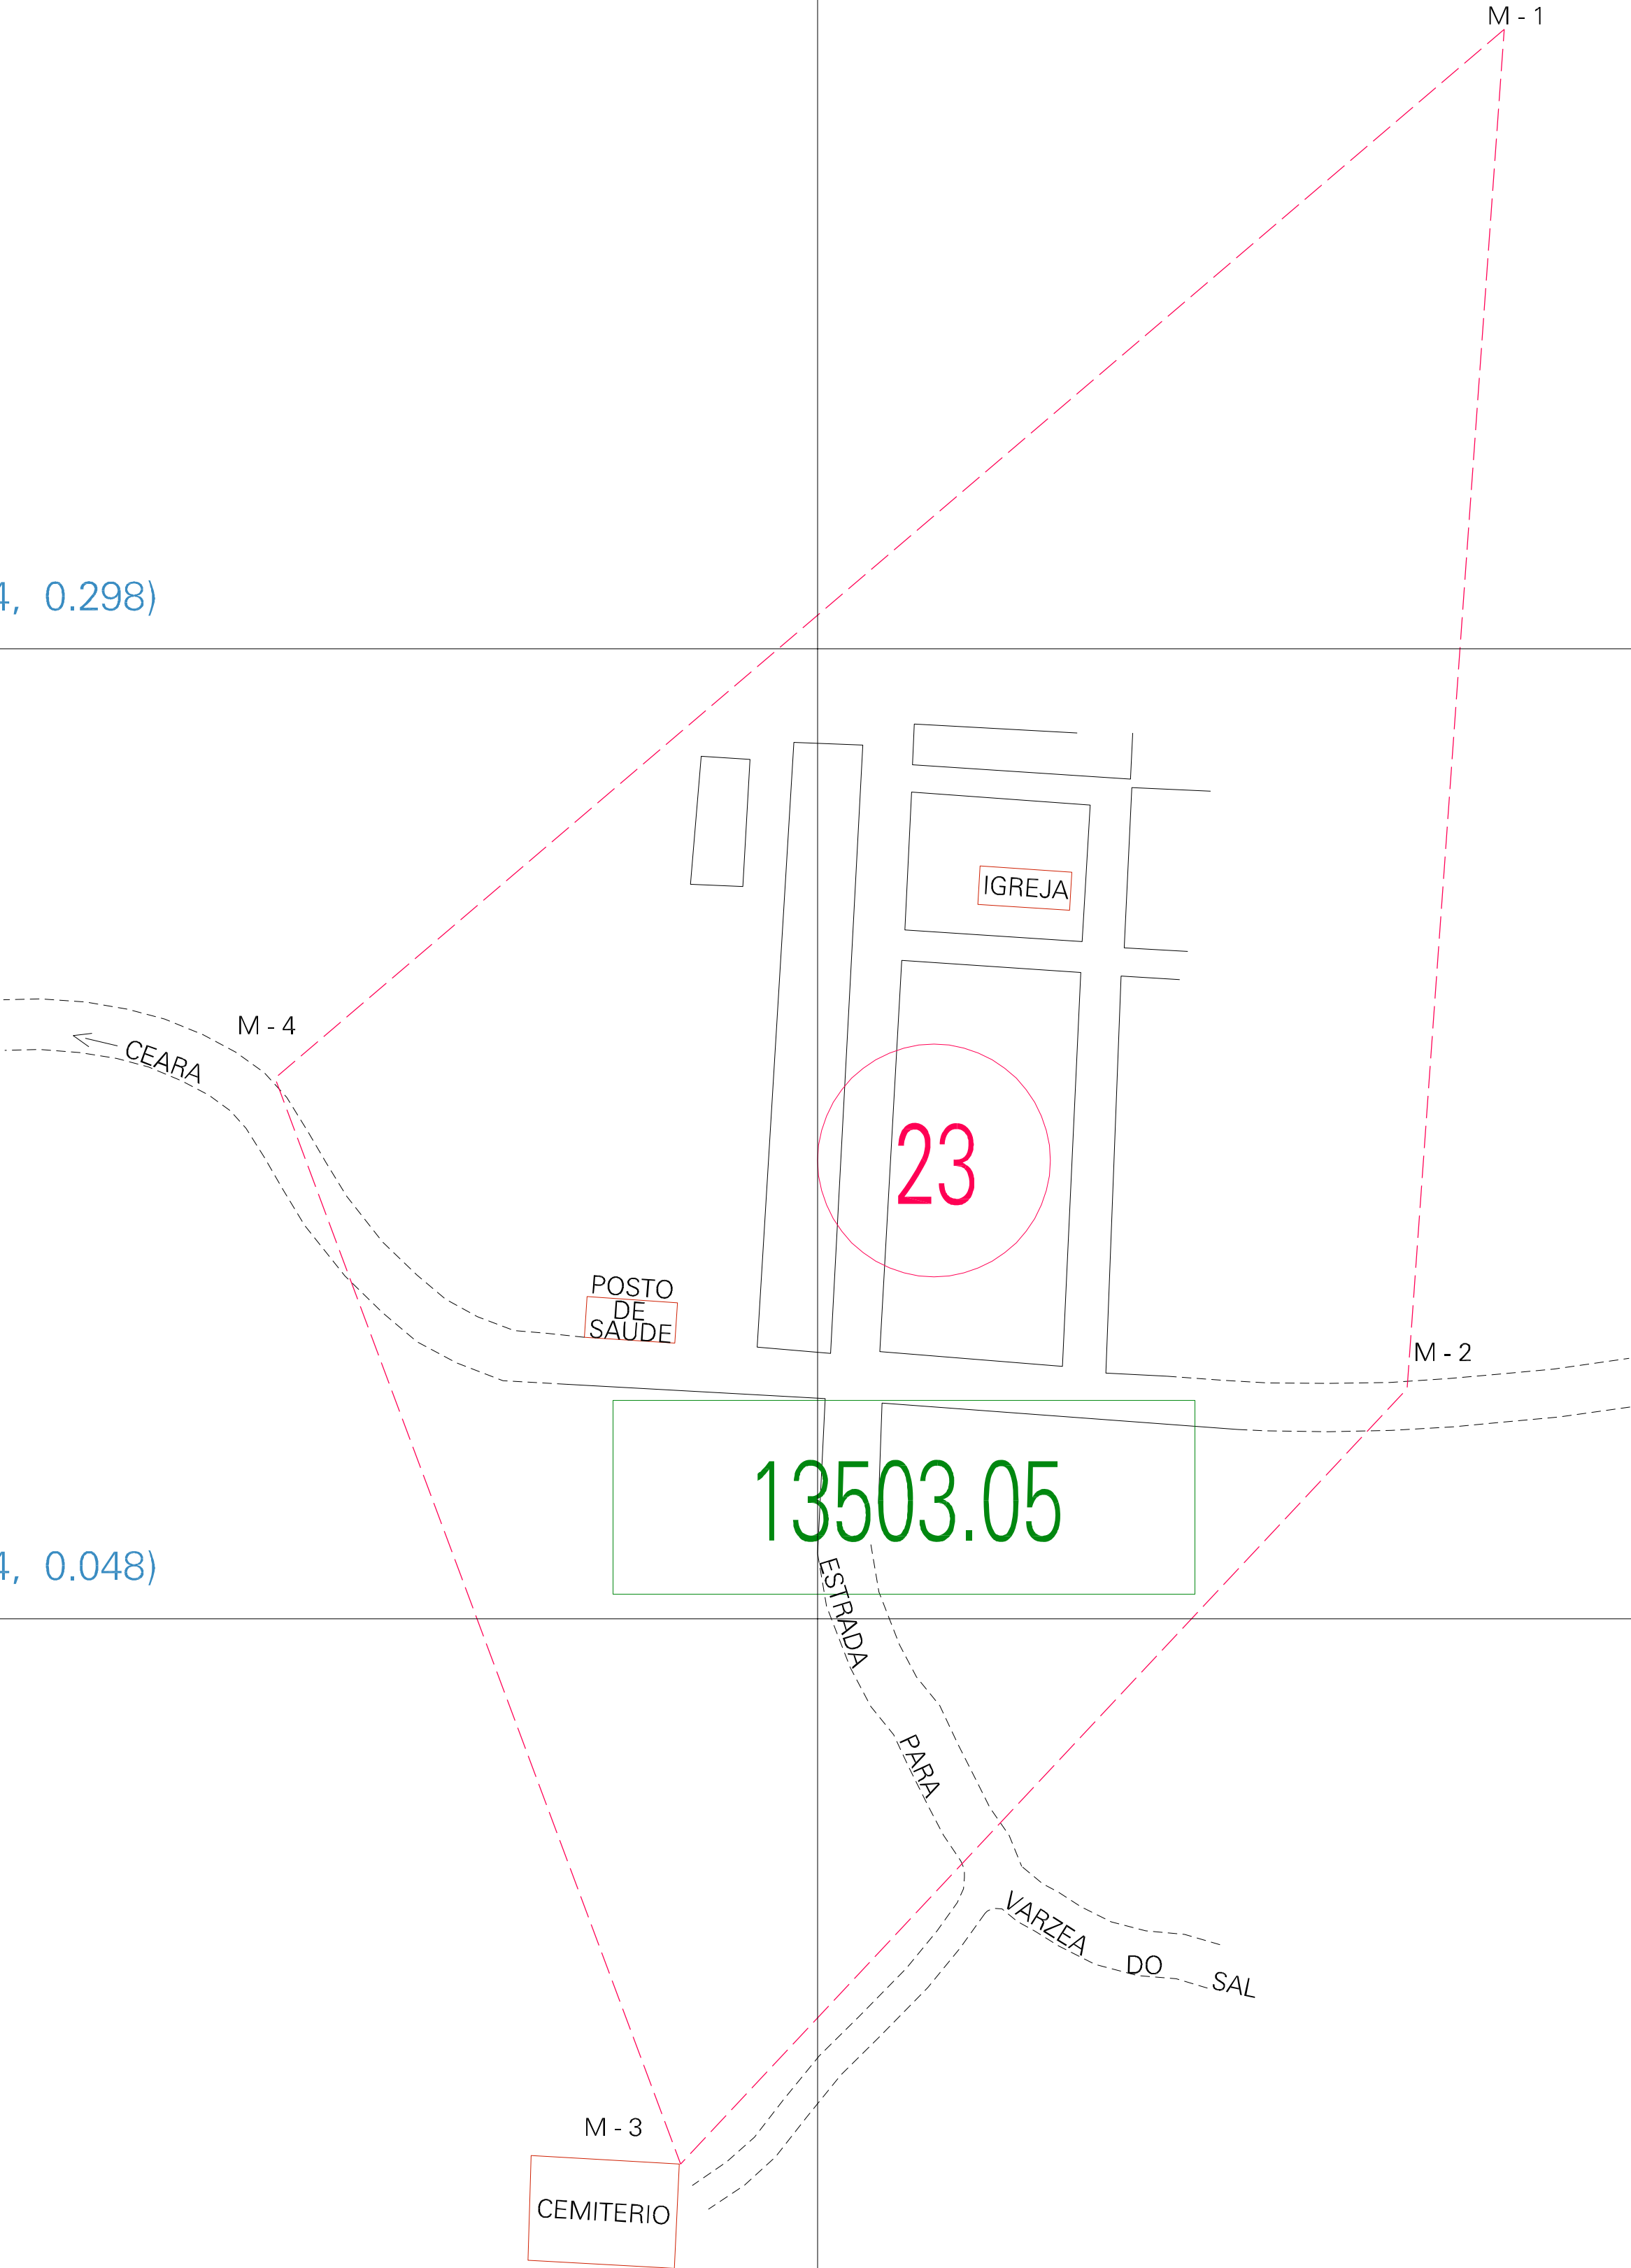 M - 1
4, 0.298)
IGREJA
M - 4
CEARA
23
POSTO
DE
SAUDE
M - 2
13503.05
4, 0.048)
ESTRADA
PARA
VARZEA
DO
SAL
M - 3
CEMITERIO